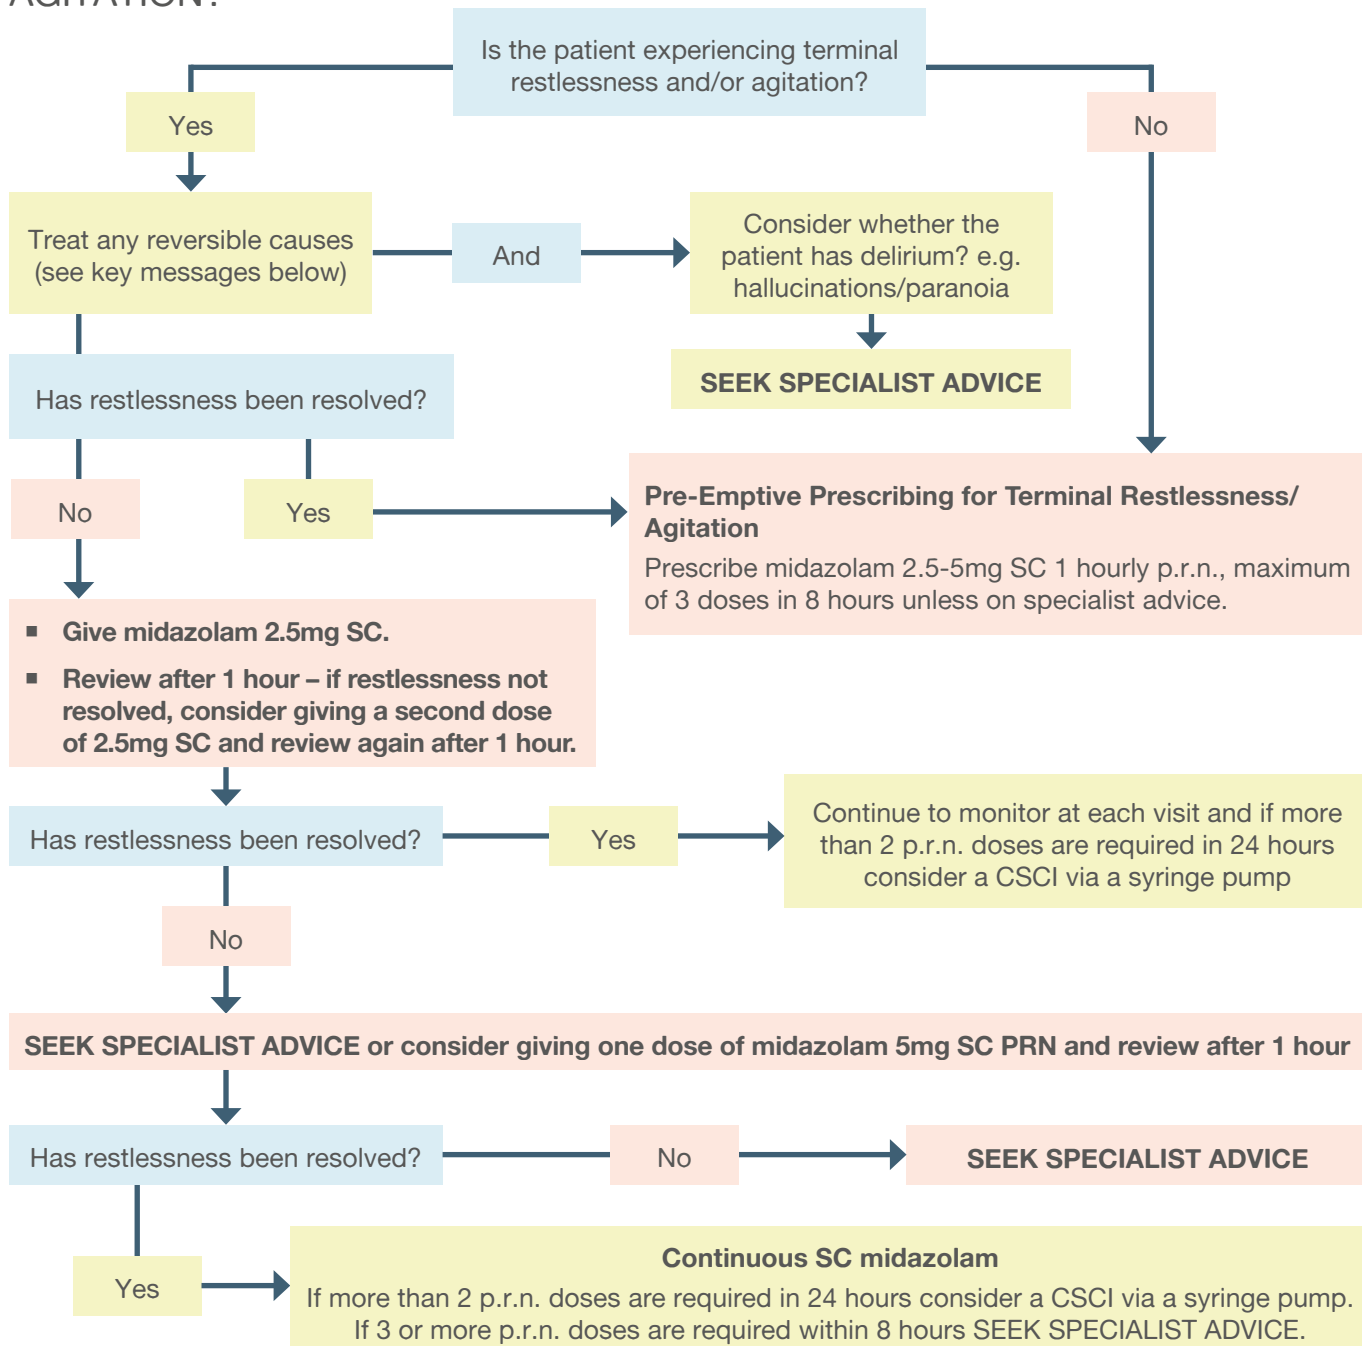 AGITATION?
Is the patient experiencing terminal
restlessness and/or agitation?
Yes
No
Treat any reversible causes
(see key messages below)
And
Consider whether the
patient has delirium? e.g.
hallucinations/paranoia
SEEK SPECIALIST ADVICE
Has restlessness been resolved?
No
Yes
Pre-Emptive Prescribing for Terminal Restlessness/
Agitation
Prescribe midazolam 2.5-5mg SC 1 hourly p.r.n., maximum
of 3 doses in 8 hours unless on specialist advice.
■ Give midazolam 2.5mg SC.
■ Review after 1 hour – if restlessness not
resolved, consider giving a second dose
of 2.5mg SC and review again after 1 hour.
Has restlessness been resolved?
Yes
Continue to monitor at each visit and if more
than 2 p.r.n. doses are required in 24 hours
consider a CSCI via a syringe pump
No
SEEK SPECIALIST ADVICE or consider giving one dose of midazolam 5mg SC PRN and review after 1 hour
Has restlessness been resolved?
No
SEEK SPECIALIST ADVICE
Yes
Continuous SC midazolam
If more than 2 p.r.n. doses are required in 24 hours consider a CSCI via a syringe pump.
If 3 or more p.r.n. doses are required within 8 hours SEEK SPECIALIST ADVICE.